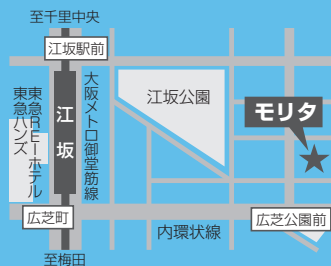 至千里中央
江坂駅前
江坂公園
モリタ
江坂
大阪メトロ御堂筋線
東急REIホテル
東急ハンズ
広芝町
内環状線
広芝公園前
至梅田